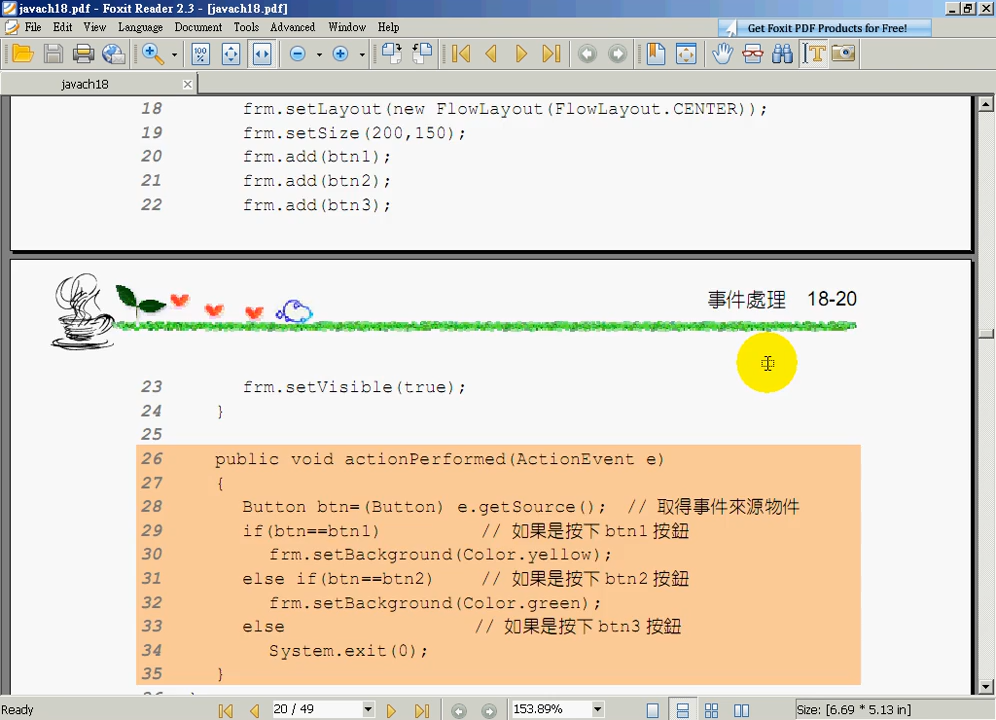 javach18.pdf - Foxit Reader 2.3 - [javach18.pdf]
File Edit View Language Document Tools Advanced Window Help
Get Foxit PDF Products for Free!
javach18
18 frm.setLayout(new FlowLayout(FlowLayout.CENTER));
19 frm.setSize(200,150);
20 frm.add(btn1);
21 frm.add(btn2);
22 frm.add(btn3);
事件處理 18-20
23 frm.setVisible(true);
24 }
25
26 public void actionPerformed(ActionEvent e)
27 {
28 Button btn=(Button) e.getSource(); // 取得事件來源物件
29 if(btn==btn1) // 如果是按下 btn1 按鈕
30 frm.setBackground(Color.yellow);
31 else if(btn==btn2) // 如果是按下 btn2 按鈕
32 frm.setBackground(Color.green);
33 else // 如果是按下 btn3 按鈕
34 System.exit(0);
35 }
Ready 20 / 49 153.89% Size: [6.69 * 5.13 in]